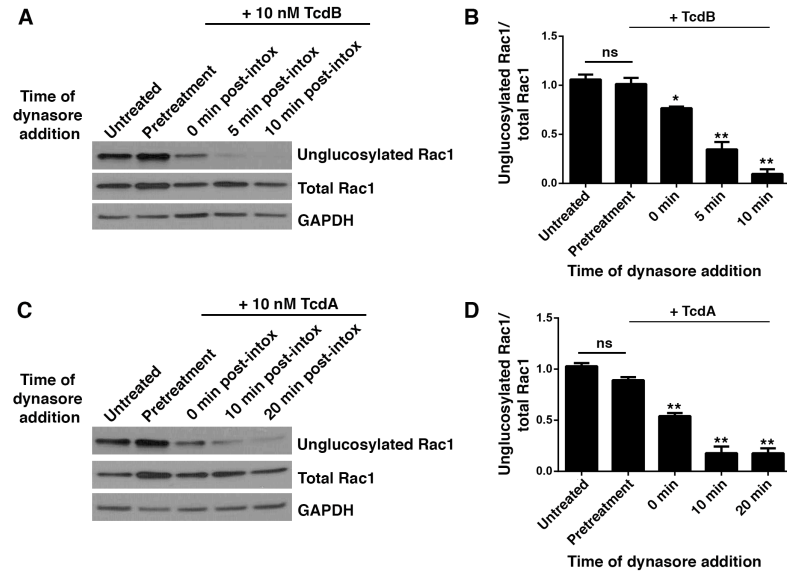 A
+ 10 nM TcdB
Time of
dynasore
addition
Untreated
Pretreatment
0 min post-intox
5 min post-intox
10 min post-intox
Unglucosylated Rac1
Total Rac1
GAPDH
B
+ TcdB
Unglucosylated Rac1/
total Rac1
1.5
1.0
0.5
0.0
ns
*
**
**
Untreated
Pretreatment
0 min
5 min
10 min
Time of dynasore addition
C
+ 10 nM TcdA
Time of
dynasore
addition
Untreated
Pretreatment
0 min post-intox
10 min post-intox
20 min post-intox
Unglucosylated Rac1
Total Rac1
GAPDH
D
+ TcdA
Unglucosylated Rac1/
total Rac1
1.5
1.0
0.5
0.0
ns
**
**
**
Untreated
Pretreatment
0 min
10 min
20 min
Time of dynasore addition